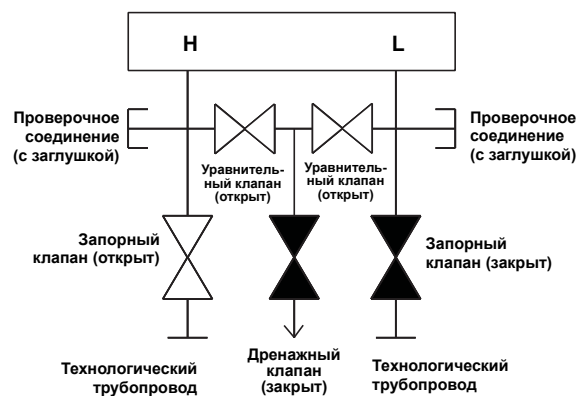 H
L
Проверочное
соединение
(с заглушкой)
Уравнитель-
ный клапан
(открыт)
Уравнитель-
ный клапан
(открыт)
Проверочное
соединение
(с заглушкой)
Запорный
клапан (открыт)
Запорный
клапан (закрыт)
Технологический
трубопровод
Дренажный
клапан
(закрыт)
Технологический
трубопровод